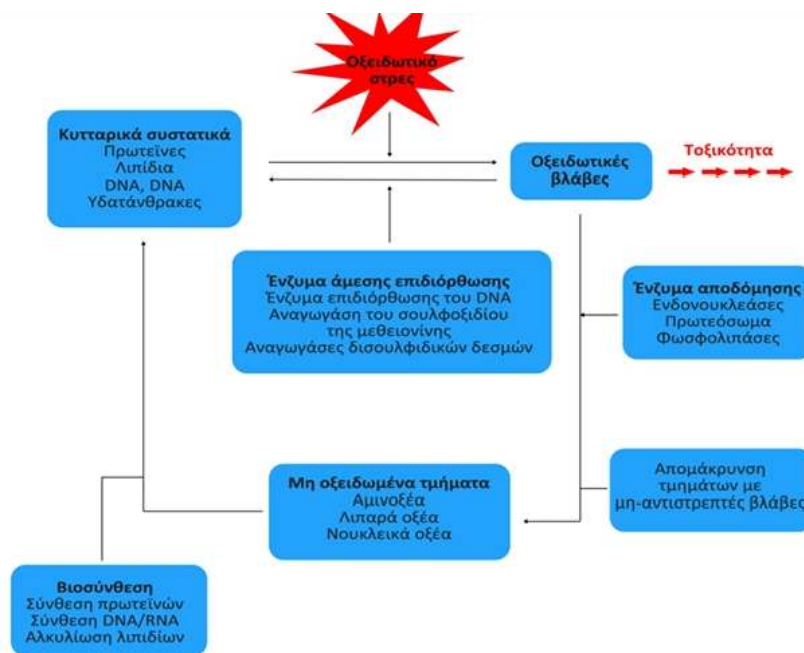 Οξειδωτικό
στρες
Κυτταρικά συστατικά
Πρωτεΐνες
Λιπίδια
DNA, DNA
Υδατάνθρακες
Οξειδωτικές
βλάβες
Τοξικότητα
Ένζυμα άμεσης επιδιόρθωσης
Ένζυμα επιδιόρθωσης του DNA
Αναγωγάση του σουλφοξιδίου
της μεθειονίνης
Αναγωγάσες δισουλφιδικών δεσμών
Ένζυμα αποδόμησης
Ενδονουκλεάσες
Πρωτεόσωμα
Φωσφολιπάσες
Μη οξειδωμένα τμήματα
Αμινοξέα
Λιπαρά οξέα
Νουκλεικά οξέα
Απομάκρυνση
τμημάτων με
μη-αντιστρεπτές βλάβες
Βιοσύνθεση
Σύνθεση πρωτεϊνών
Σύνθεση DNA/RNA
Αλκυλίωση λιπιδίων